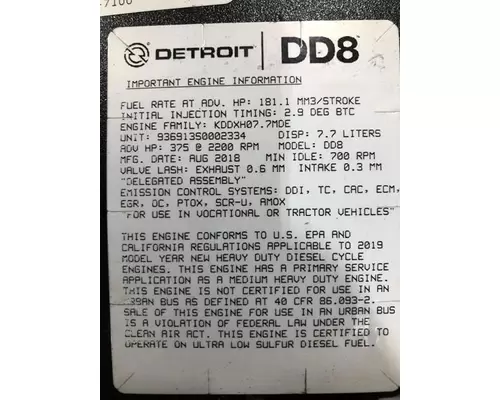 7100
DETROIT DD8
IMPORTANT ENGINE INFORMATION
FUEL RATE AT ADV. HP: 181.1 MM3/STROKE
INITIAL INJECTION TIMING: 2.9 DEG BTC
ENGINE FAMILY: KDDXH07.7MDE
UNIT: 936913S0002334 DISP: 7.7 LITERS
ADV HP: 375 @ 2200 RPM MODEL: DD8
MFG. DATE: AUG 2018 MIN IDLE: 700 RPM
VALVE LASH: EXHAUST 0.6 MM INTAKE 0.3 MM
"DELEGATED ASSEMBLY"
EMISSION CONTROL SYSTEMS: DDI, TC, CAC, ECM,
EGR, OC, PTOX, SCR-U, AMOX
"FOR USE IN VOCATIONAL OR TRACTOR VEHICLES"
THIS ENGINE CONFORMS TO U.S. EPA AND
CALIFORNIA REGULATIONS APPLICABLE TO 2019
MODEL YEAR NEW HEAVY DUTY DIESEL CYCLE
ENGINES. THIS ENGINE HAS A PRIMARY SERVICE
APPLICATION AS A MEDIUM HEAVY DUTY ENGINE.
THIS ENGINE IS NOT CERTIFIED FOR USE IN AN
URBAN BUS AS DEFINED AT 40 CFR 86.093-2.
SALE OF THIS ENGINE FOR USE IN AN URBAN BUS
IS A VIOLATION OF FEDERAL LAW UNDER THE
CLEAN AIR ACT. THIS ENGINE IS CERTIFIED TO
OPERATE ON ULTRA LOW SULFUR DIESEL FUEL.